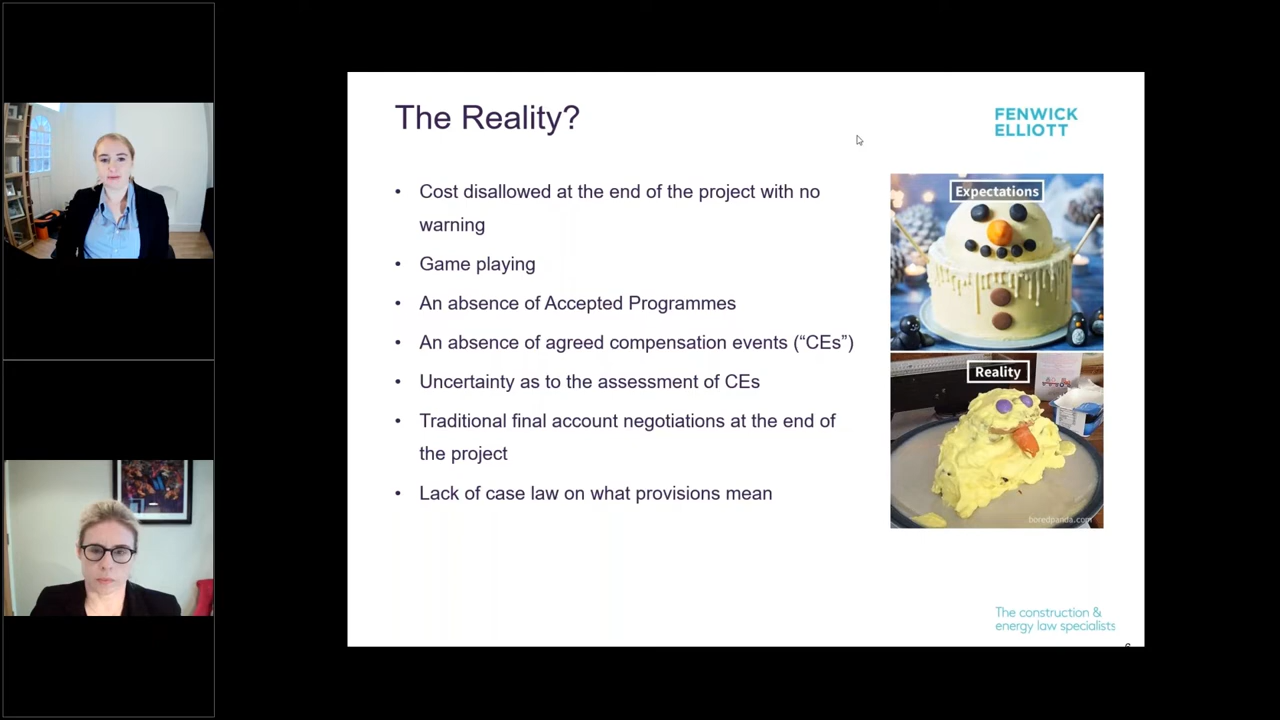 The Reality?
FENWICK
ELLIOTT
• Cost disallowed at the end of the project with no
warning
• Game playing
• An absence of Accepted Programmes
• An absence of agreed compensation events (“CEs”)
• Uncertainty as to the assessment of CEs
• Traditional final account negotiations at the end of
the project
• Lack of case law on what provisions mean
Expectations
Reality
boredpanda.com
The construction &
energy law specialists